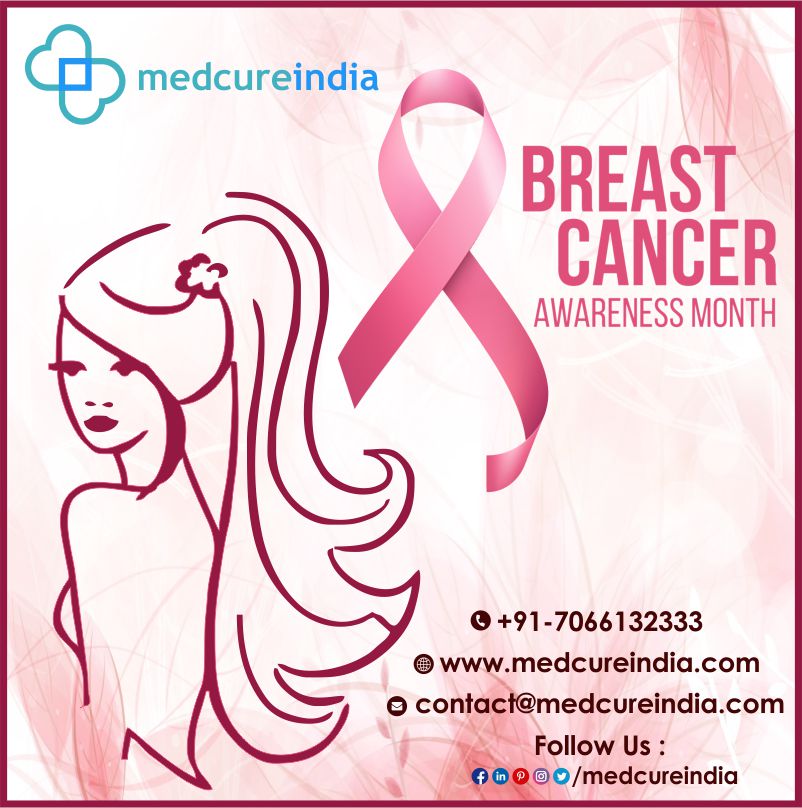 medcureindia
BREAST
CANCER
AWARENESS MONTH
+91-7066132333
www.medcureindia.com
contact@medcureindia.com
Follow Us :
/medcureindia